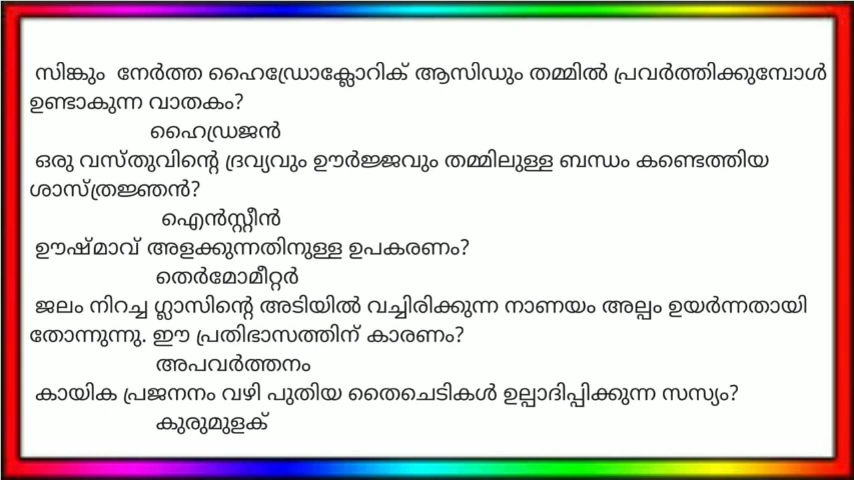 സിങ്കും നേർത്ത ഹൈഡ്രോക്ലോറിക് ആസിഡും തമ്മിൽ പ്രവർത്തിക്കുമ്പോൾ
ഉണ്ടാകുന്ന വാതകം?
ഹൈഡ്രജൻ
ഒരു വസ്തുവിന്റെ ദ്രവ്യവും ഊർജ്ജവും തമ്മിലുള്ള ബന്ധം കണ്ടെത്തിയ
ശാസ്ത്രജ്ഞൻ?
ഐൻസ്റ്റീൻ
ഊഷ്മാവ് അളക്കുന്നതിനുള്ള ഉപകരണം?
തെർമോമീറ്റർ
ജലം നിറച്ച ഗ്ലാസിന്റെ അടിയിൽ വച്ചിരിക്കുന്ന നാണയം അല്പം ഉയർന്നതായി
തോന്നുന്നു. ഈ പ്രതിഭാസത്തിന് കാരണം?
അപവർത്തനം
കായിക പ്രജനനം വഴി പുതിയ തൈചെടികൾ ഉല്പാദിപ്പിക്കുന്ന സസ്യം?
കുരുമുളക്